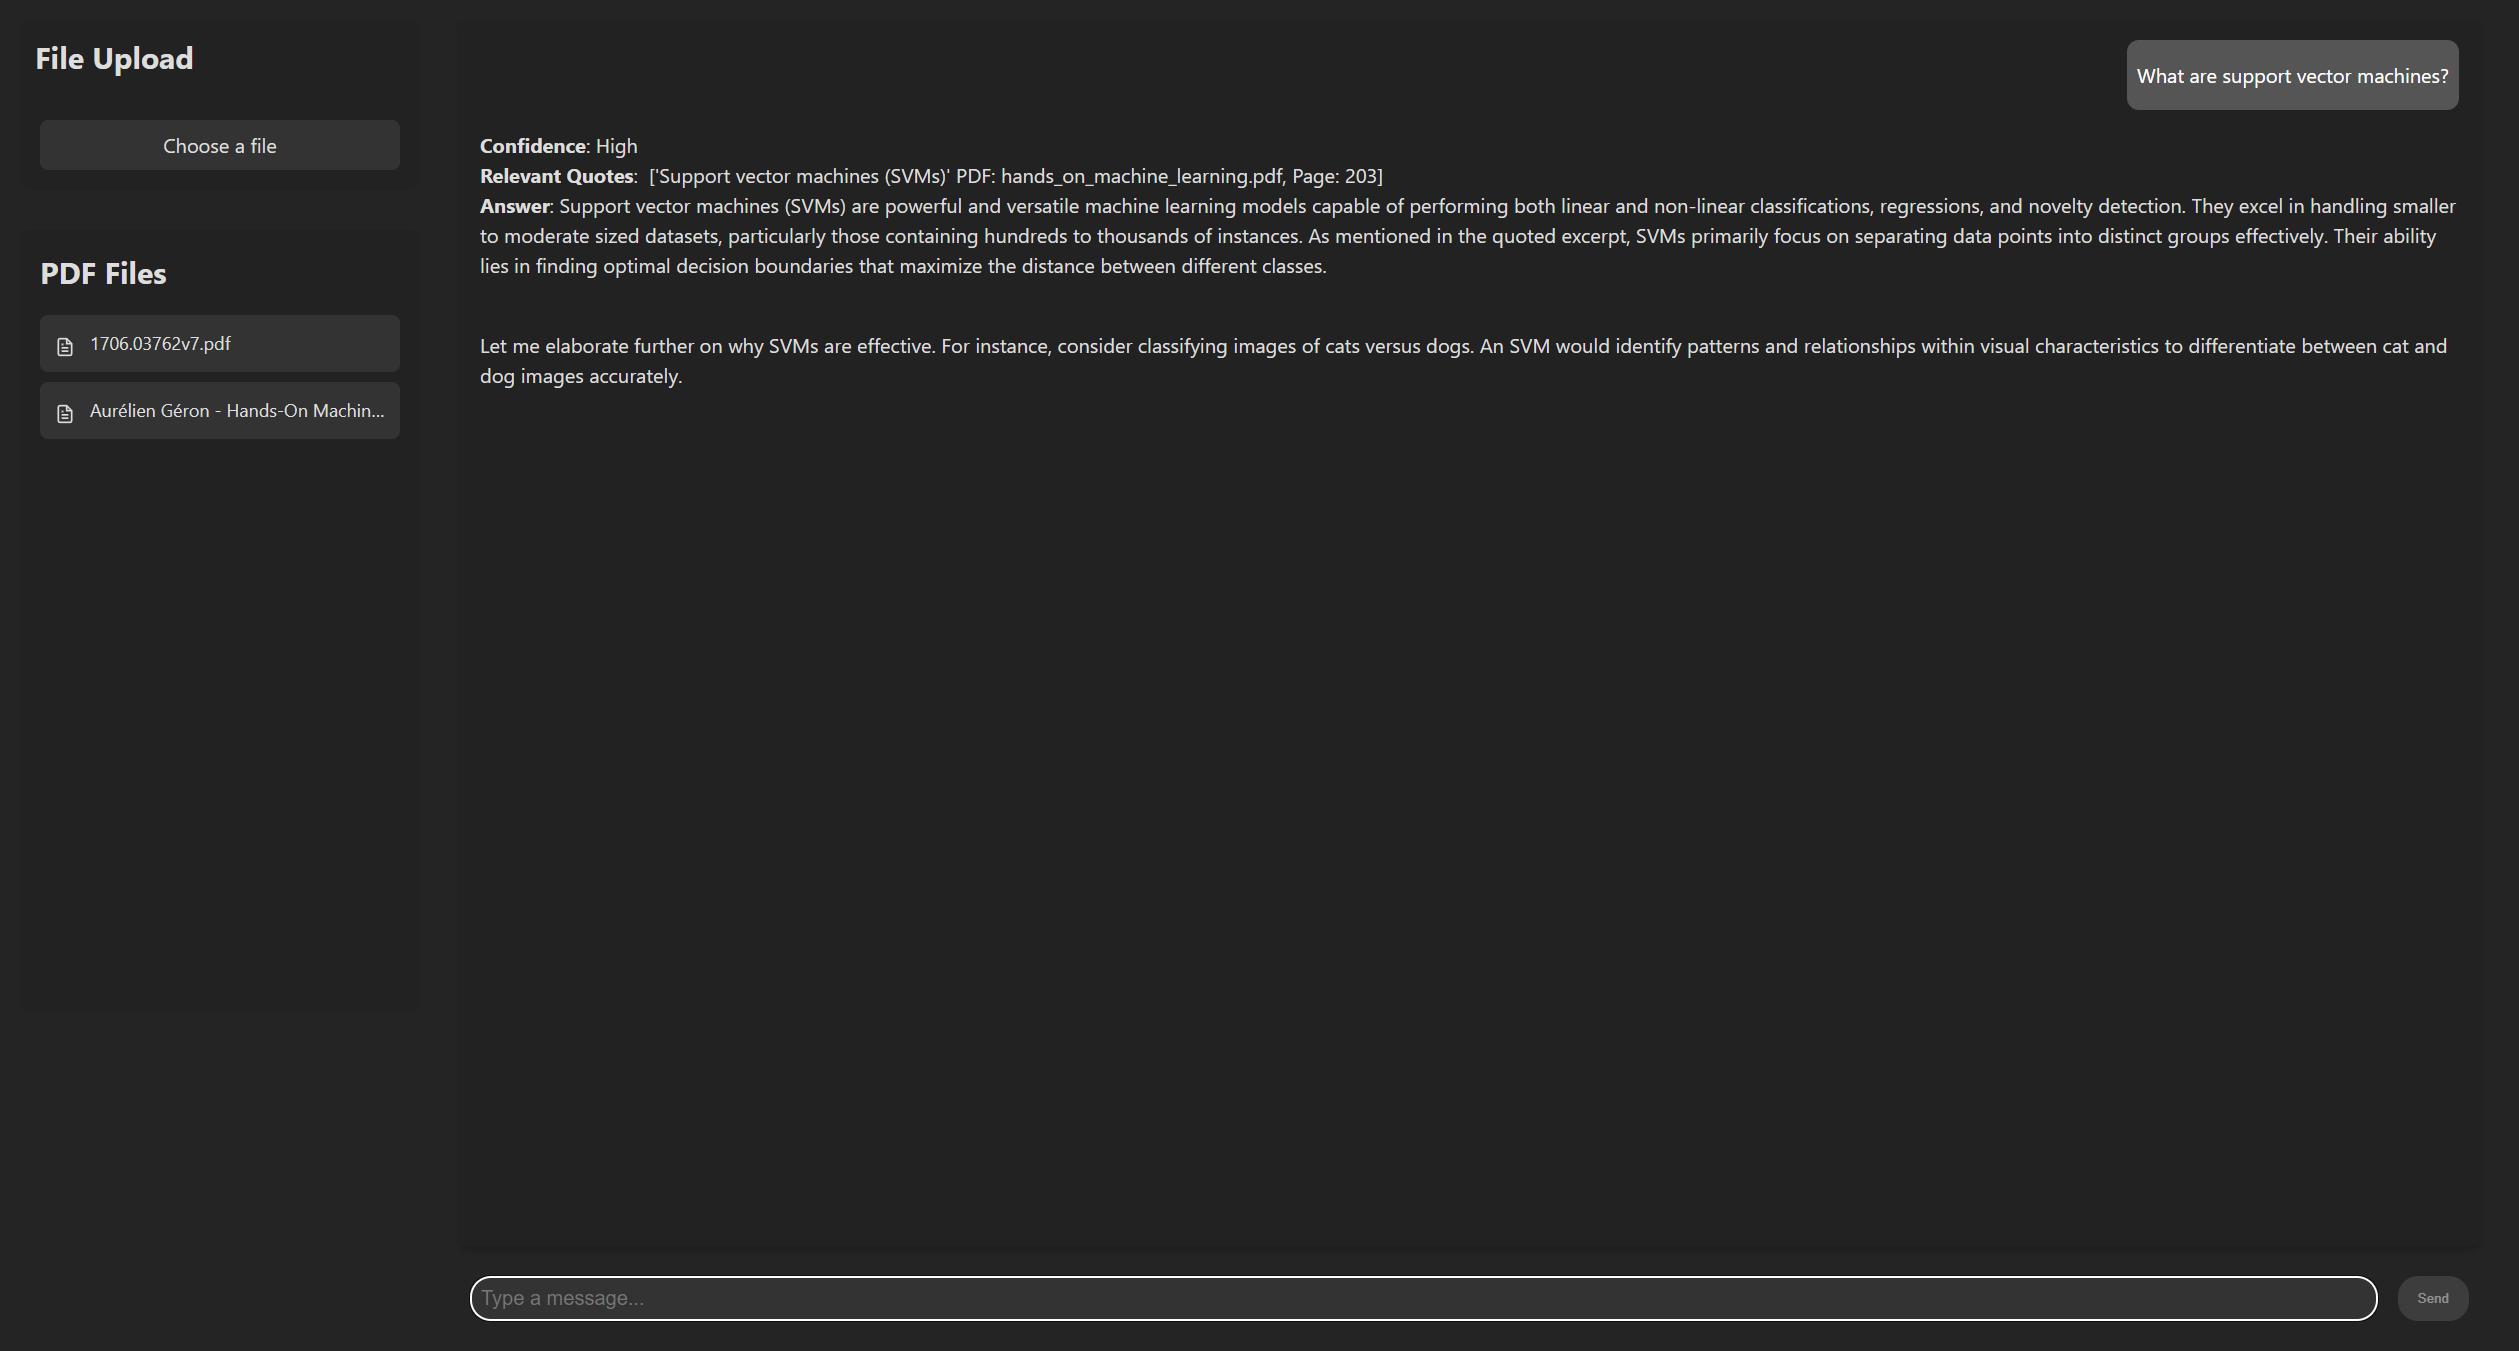 File Upload
Choose a file
PDF Files
1706.03762v7.pdf
Aurélien Géron - Hands-On Machin...
What are support vector machines?
Confidence: High
Relevant Quotes: ['Support vector machines (SVMs)' PDF: hands_on_machine_learning.pdf, Page: 203]
Answer: Support vector machines (SVMs) are powerful and versatile machine learning models capable of performing both linear and non-linear classifications, regressions, and novelty detection. They excel in handling smaller
to moderate sized datasets, particularly those containing hundreds to thousands of instances. As mentioned in the quoted excerpt, SVMs primarily focus on separating data points into distinct groups effectively. Their ability
lies in finding optimal decision boundaries that maximize the distance between different classes.
Let me elaborate further on why SVMs are effective. For instance, consider classifying images of cats versus dogs. An SVM would identify patterns and relationships within visual characteristics to differentiate between cat and
dog images accurately.
Type a message...
Send